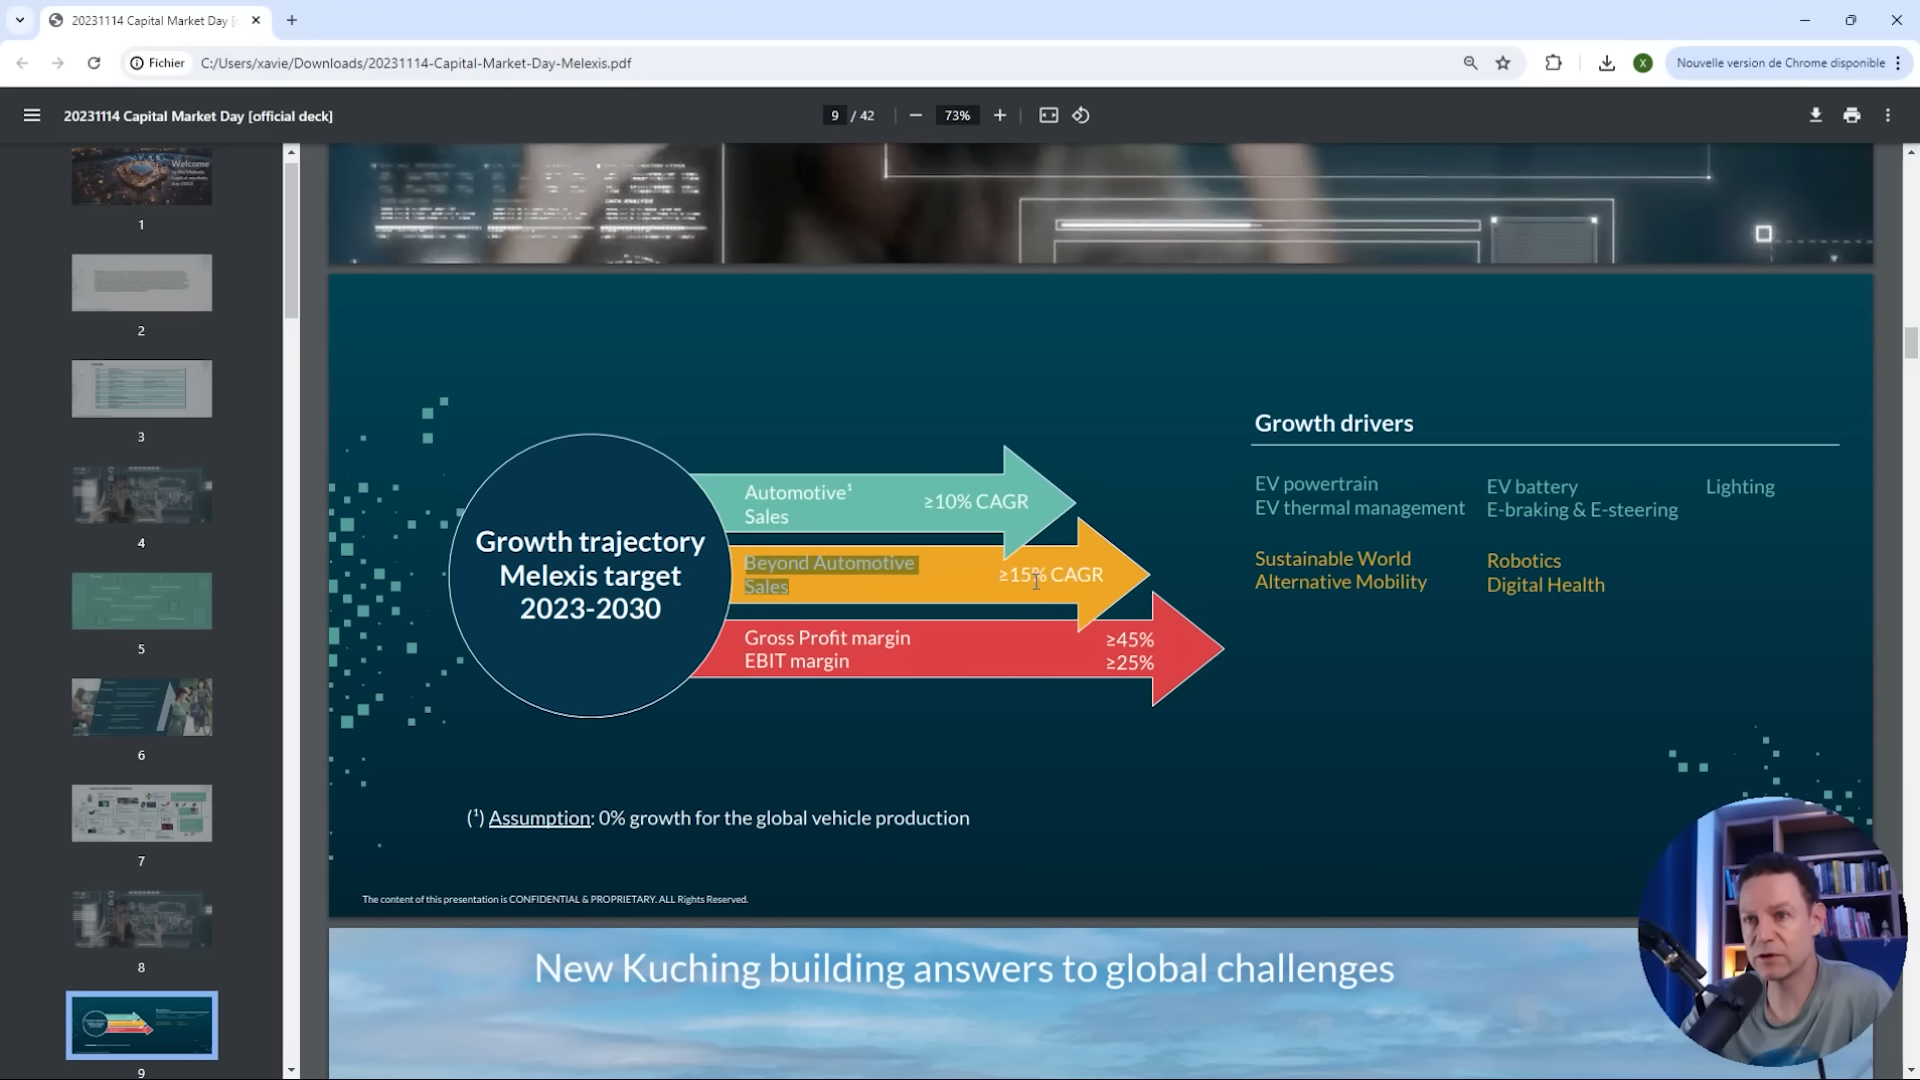 20231114 Capital Market Day [
Fichier
C:/Users/xavie/Downloads/20231114-Capital-Market-Day-Melexis.pdf
X
Nouvelle version de Chrome disponible
20231114 Capital Market Day [official deck]
9 / 42
73%
Welcome
1
2
3
4
5
6
7
8
9
DATA ANALYSIS
Growth trajectory
Melexis target
2023-2030
Automotive¹
Sales
≥10% CAGR
Beyond Automotive
Sales
≥15% CAGR
Gross Profit margin
EBIT margin
≥45%
≥25%
Growth drivers
EV powertrain
EV thermal management
EV battery
E-braking & E-steering
Lighting
Sustainable World
Alternative Mobility
Robotics
Digital Health
(¹) Assumption: 0% growth for the global vehicle production
The content of this presentation is CONFIDENTIAL & PROPRIETARY. ALL Rights Reserved.
New Kuching building answers to global challenges